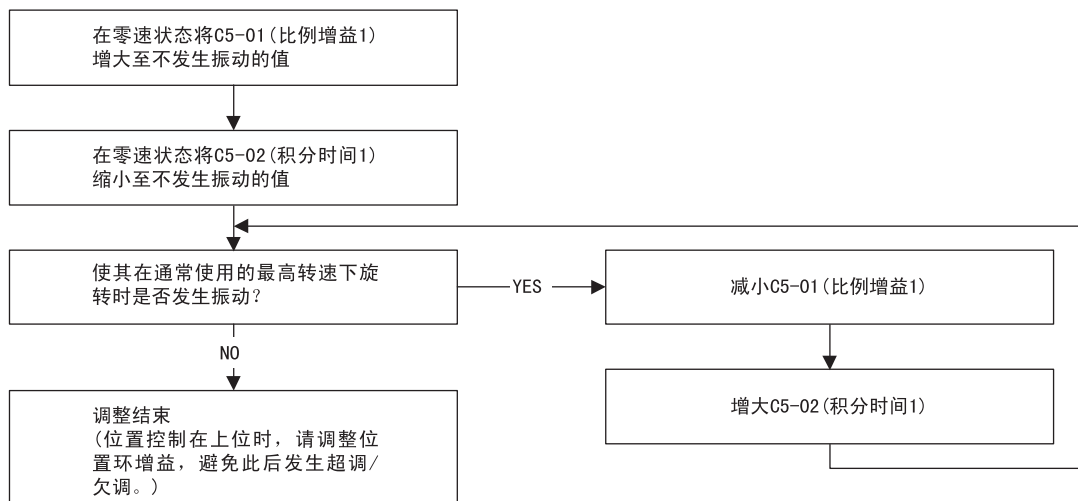 在零速状态将C5-01(比例增益1)
增大至不发生振动的值
在零速状态将C5-02(积分时间1)
缩小至不发生振动的值
使其在通常使用的最高转速下旋
转时是否发生振动?
YES
减小C5-01(比例增益1)
NO
增大C5-02(积分时间1)
调整结束
(位置控制在上位时，请调整位
置环增益，避免此后发生超调/
欠调。)